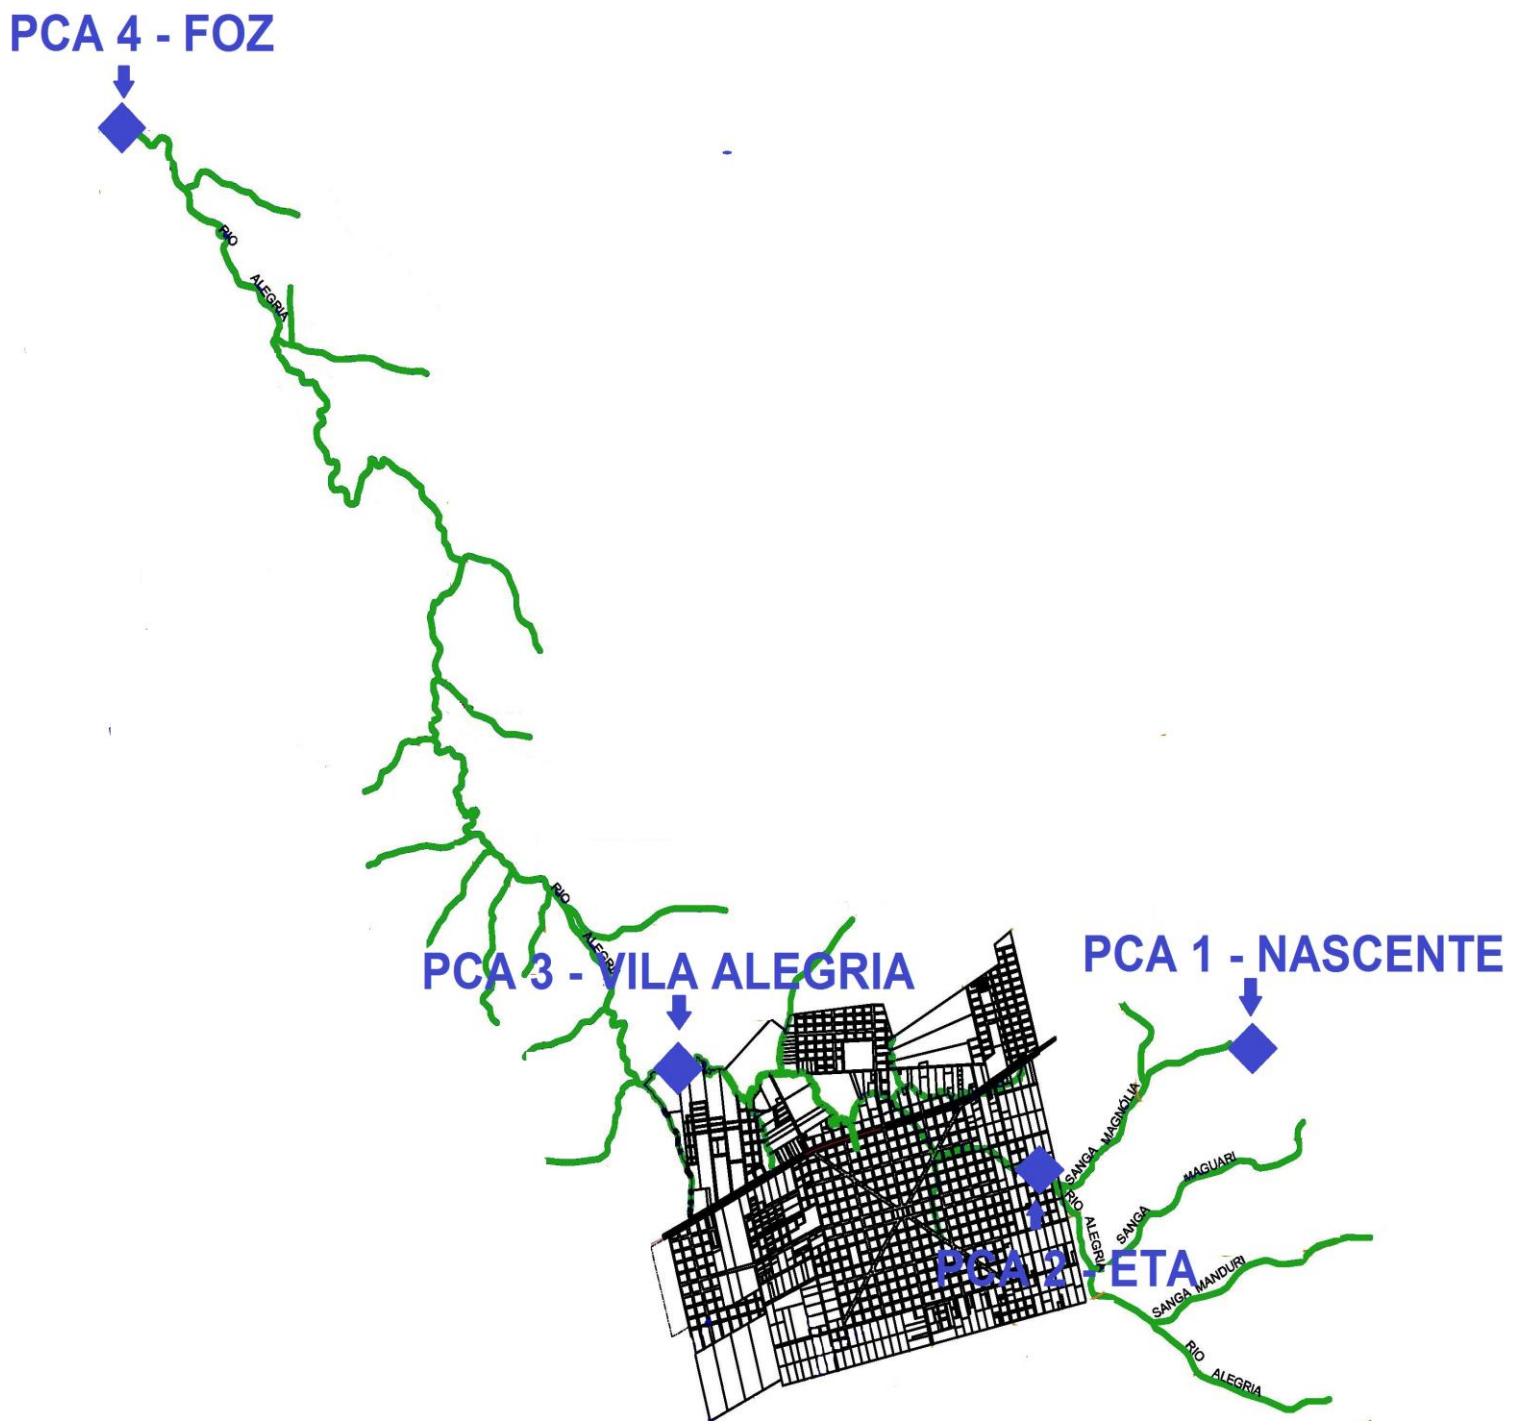 PCA 4 - FOZ
RIO
ALEGRIA
RIO
ALEGRIA
PCA 3 - VILA ALEGRIA
PCA 1 - NASCENTE
SANGA MAGNÓLIA
SANGA MAGUARI
RIO ALEGRIA
PCA 2 - ETA
SANGA MANDURI
RIO ALEGRIA